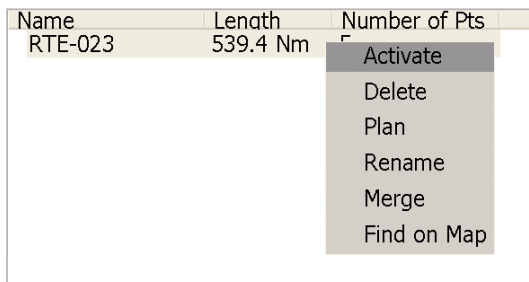 Name Length Number of Pts
RTE-023 539.4 Nm
Activate
Delete
Plan
Rename
Merge
Find on Map